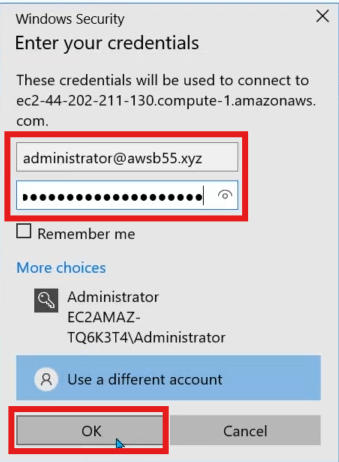 Windows Security
Enter your credentials
These credentials will be used to connect to
ec2-44-202-211-130.compute-1.amazonaws.
com.
administrator@awsb55.xyz
Remember me
More choices
Administrator
EC2AMAZ-
TQ6K3T4\Administrator
Use a different account
OK
Cancel